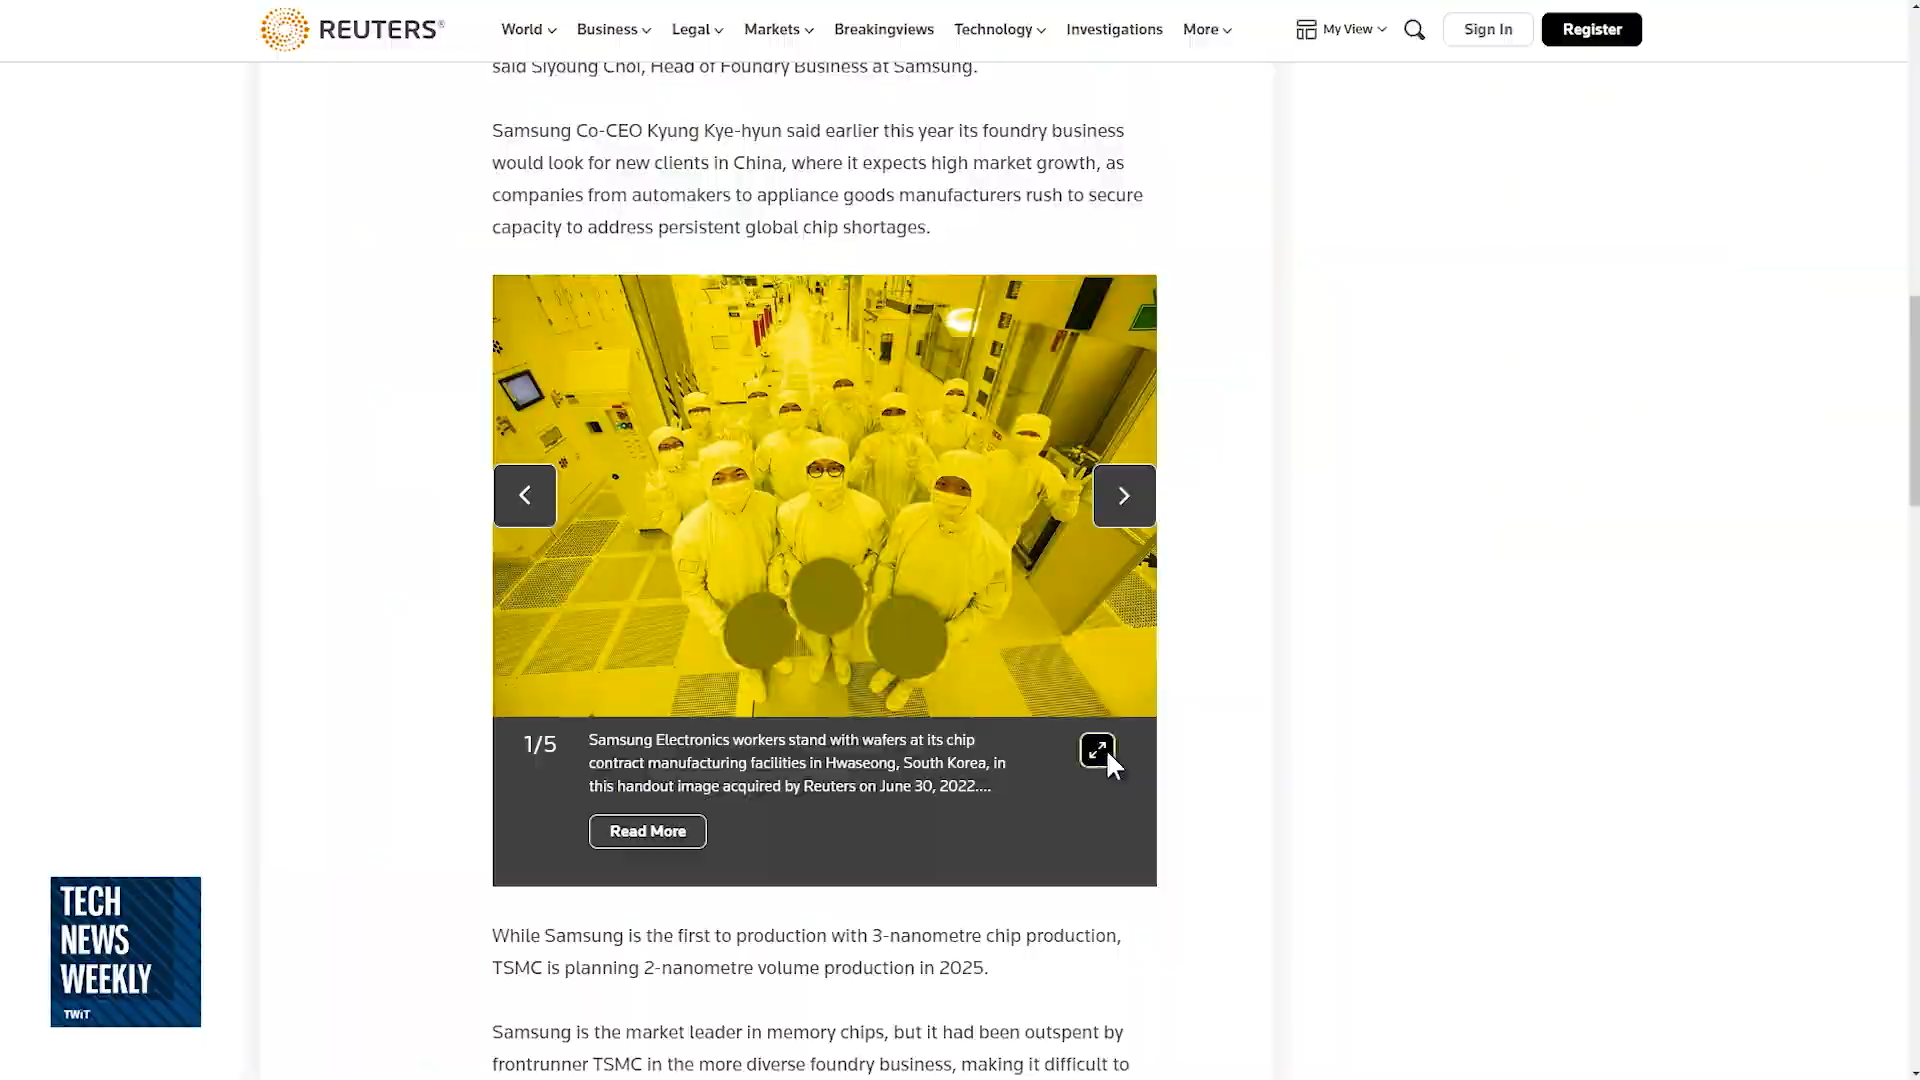 REUTERS®
World
Business
Legal
Markets
Breakingviews
Technology
Investigations
More
My View
Sign In
Register
said Siyoung Choi, Head of Foundry Business at Samsung.
Samsung Co-CEO Kyung Kye-hyun said earlier this year its foundry business
would look for new clients in China, where it expects high market growth, as
companies from automakers to appliance goods manufacturers rush to secure
capacity to address persistent global chip shortages.
1/5
Samsung Electronics workers stand with wafers at its chip
contract manufacturing facilities in Hwaseong, South Korea, in
this handout image acquired by Reuters on June 30, 2022....
Read More
While Samsung is the first to production with 3-nanometre chip production,
TSMC is planning 2-nanometre volume production in 2025.
Samsung is the market leader in memory chips, but it had been outspent by
frontrunner TSMC in the more diverse foundry business, making it difficult to
TECH
NEWS
WEEKLY
TWiT